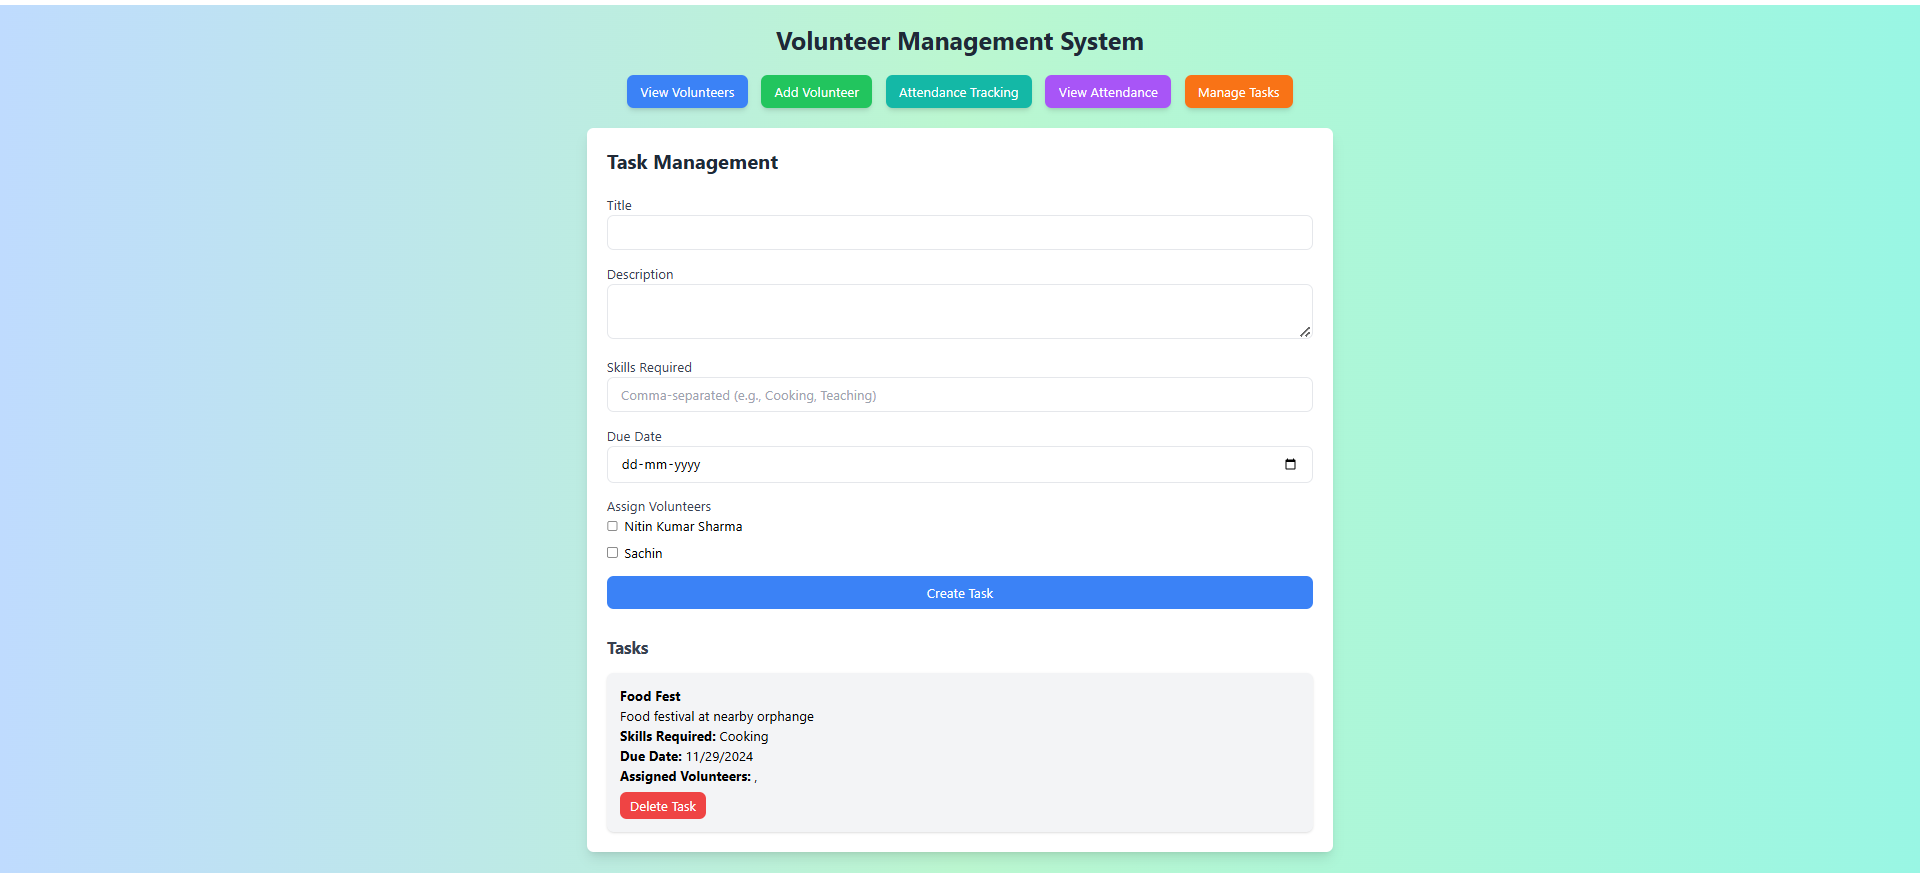 Volunteer Management System
View Volunteers Add Volunteer Attendance Tracking View Attendance Manage Tasks
Task Management
Title
Description
Skills Required
Comma-separated (e.g., Cooking, Teaching)
Due Date
dd-mm-yyyy
Assign Volunteers
Nitin Kumar Sharma
Sachin
Create Task
Tasks
Food Fest
Food festival at nearby orphange
Skills Required: Cooking
Due Date: 11/29/2024
Assigned Volunteers: ,
Delete Task